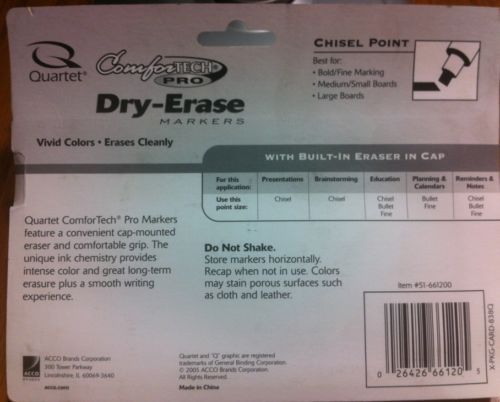 Quartet®
ComforTECH®
PRO
Dry-Erase
MARKERS
Vivid Colors • Erases Cleanly
CHISEL POINT
Best for:
• Bold/Fine Marking
• Medium/Small Boards
• Large Boards
WITH BUILT-IN ERASER IN CAP
For this application: Presentations Brainstorming Education Planning & Calendars Reminders & Notes
Use this point size: Chisel Chisel Chisel Bullet Fine Bullet Fine Chisel Bullet Fine
Quartet ComforTech® Pro Markers
feature a convenient cap-mounted
eraser and comfortable grip. The
unique ink chemistry provides
intense color and great long-term
erasure plus a smooth writing
experience.
Do Not Shake.
Store markers horizontally.
Recap when not in use. Colors
may stain porous surfaces such
as cloth and leather.
Item #51-661200
X-PKG-CARD-838Q
0 26426 66120 5
ACCO
BRANDS
ACCO Brands Corporation
300 Tower Parkway
Lincolnshire, IL 60069-3640
acco.com
Quartet and "Q" graphic are registered
trademarks of General Binding Corporation.
© 2005 ACCO Brands Corporation.
All Rights Reserved.
Made in China